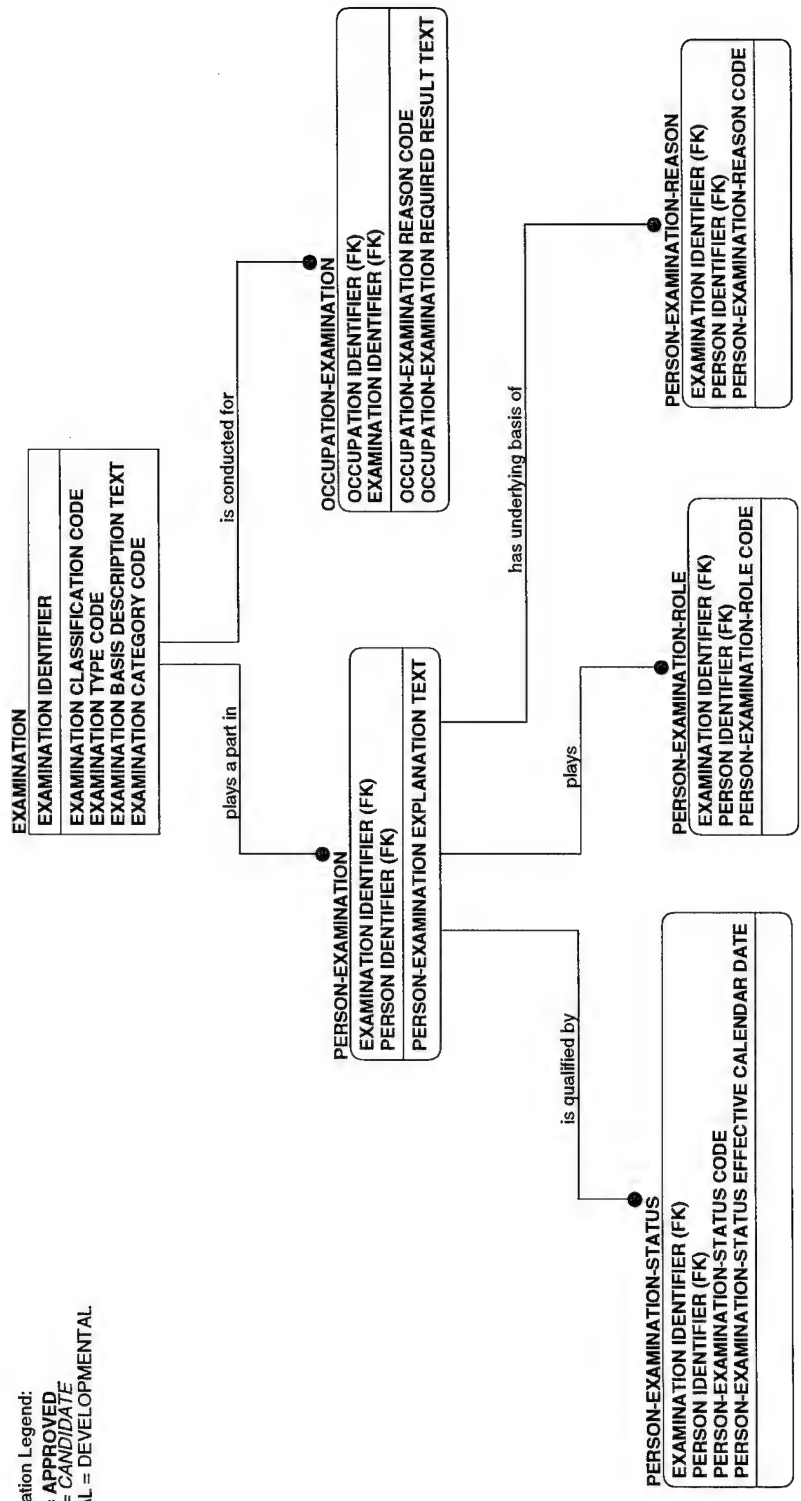 ation Legend:
= APPROVED
= CANDIDATE
AL = DEVELOPMENTAL
EXAMINATION
EXAMINATION IDENTIFIER
EXAMINATION CLASSIFICATION CODE
EXAMINATION TYPE CODE
EXAMINATION BASIS DESCRIPTION TEXT
EXAMINATION CATEGORY CODE
plays a part in
is conducted for
PERSON-EXAMINATION
EXAMINATION IDENTIFIER (FK)
PERSON IDENTIFIER (FK)
PERSON-EXAMINATION EXPLANATION TEXT
OCCUPATION-EXAMINATION
OCCUPATION IDENTIFIER (FK)
EXAMINATION IDENTIFIER (FK)
OCCUPATION-EXAMINATION REASON CODE
OCCUPATION-EXAMINATION REQUIRED RESULT TEXT
is qualified by
plays
has underlying basis of
PERSON-EXAMINATION-STATUS
EXAMINATION IDENTIFIER (FK)
PERSON IDENTIFIER (FK)
PERSON-EXAMINATION-STATUS CODE
PERSON-EXAMINATION-STATUS EFFECTIVE CALENDAR DATE
PERSON-EXAMINATION-ROLE
EXAMINATION IDENTIFIER (FK)
PERSON IDENTIFIER (FK)
PERSON-EXAMINATION-ROLE CODE
PERSON-EXAMINATION-REASON
EXAMINATION IDENTIFIER (FK)
PERSON IDENTIFIER (FK)
PERSON-EXAMINATION-REASON CODE